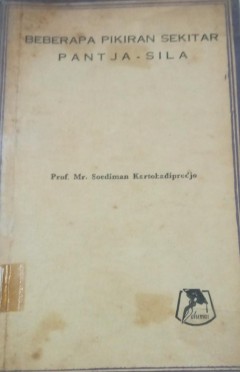 BEBERAPA PIKIRAN SEKITAR
PANTJA-SILA
Prof. Mr. Soediman Kartohadiprodjo